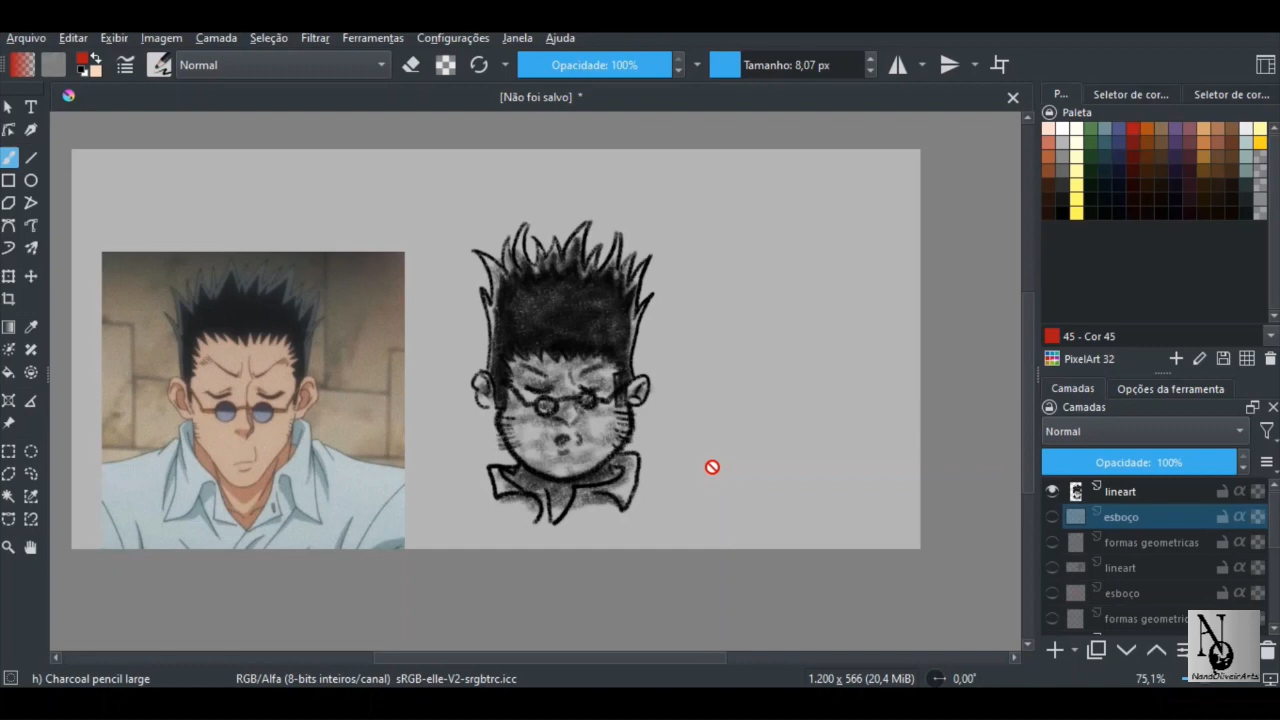 Arquivo Editar Exibir Imagem Camada Seleção Filtrar Ferramentas Configurações Janela Ajuda
Normal Opacidade: 100% Tamanho: 8,07 px
[Não foi salvo] *
P... Seletor de cor... Seletor de cor...
Paleta
45 - Cor 45
PixelArt 32
Camadas Opções da ferramenta
Camadas
Normal
Opacidade: 100%
lineart
esboço
formas geometricas
lineart
esboço
formas geometri
NandOliveirArts
h) Charcoal pencil large RGB/Alfa (8-bits inteiros/canal) sRGB-elle-V2-srgbtrc.icc 1.200 x 566 (20,4 MiB) 0,00° 75,1%